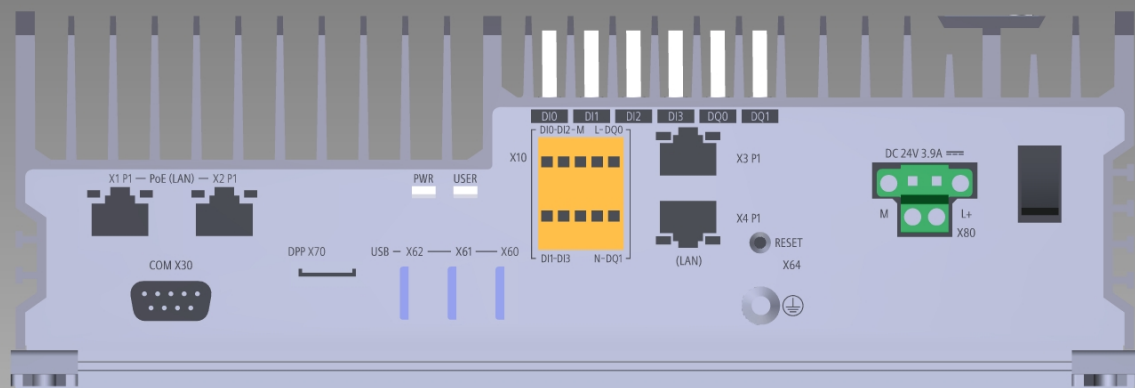 DI0 DI1 DI2 DI3 DQ0 DQ1
DI0-DI2-M L-DQ0
X10
X3 P1
DC 24V 3.9A
X1 P1 — PoE (LAN) — X2 P1
PWR USER
M L+
X80
X4 P1
RESET
DPP X70
USB — X62 — X61 — X60
DI1-DI3 N-DQ1
(LAN)
X64
COM X30